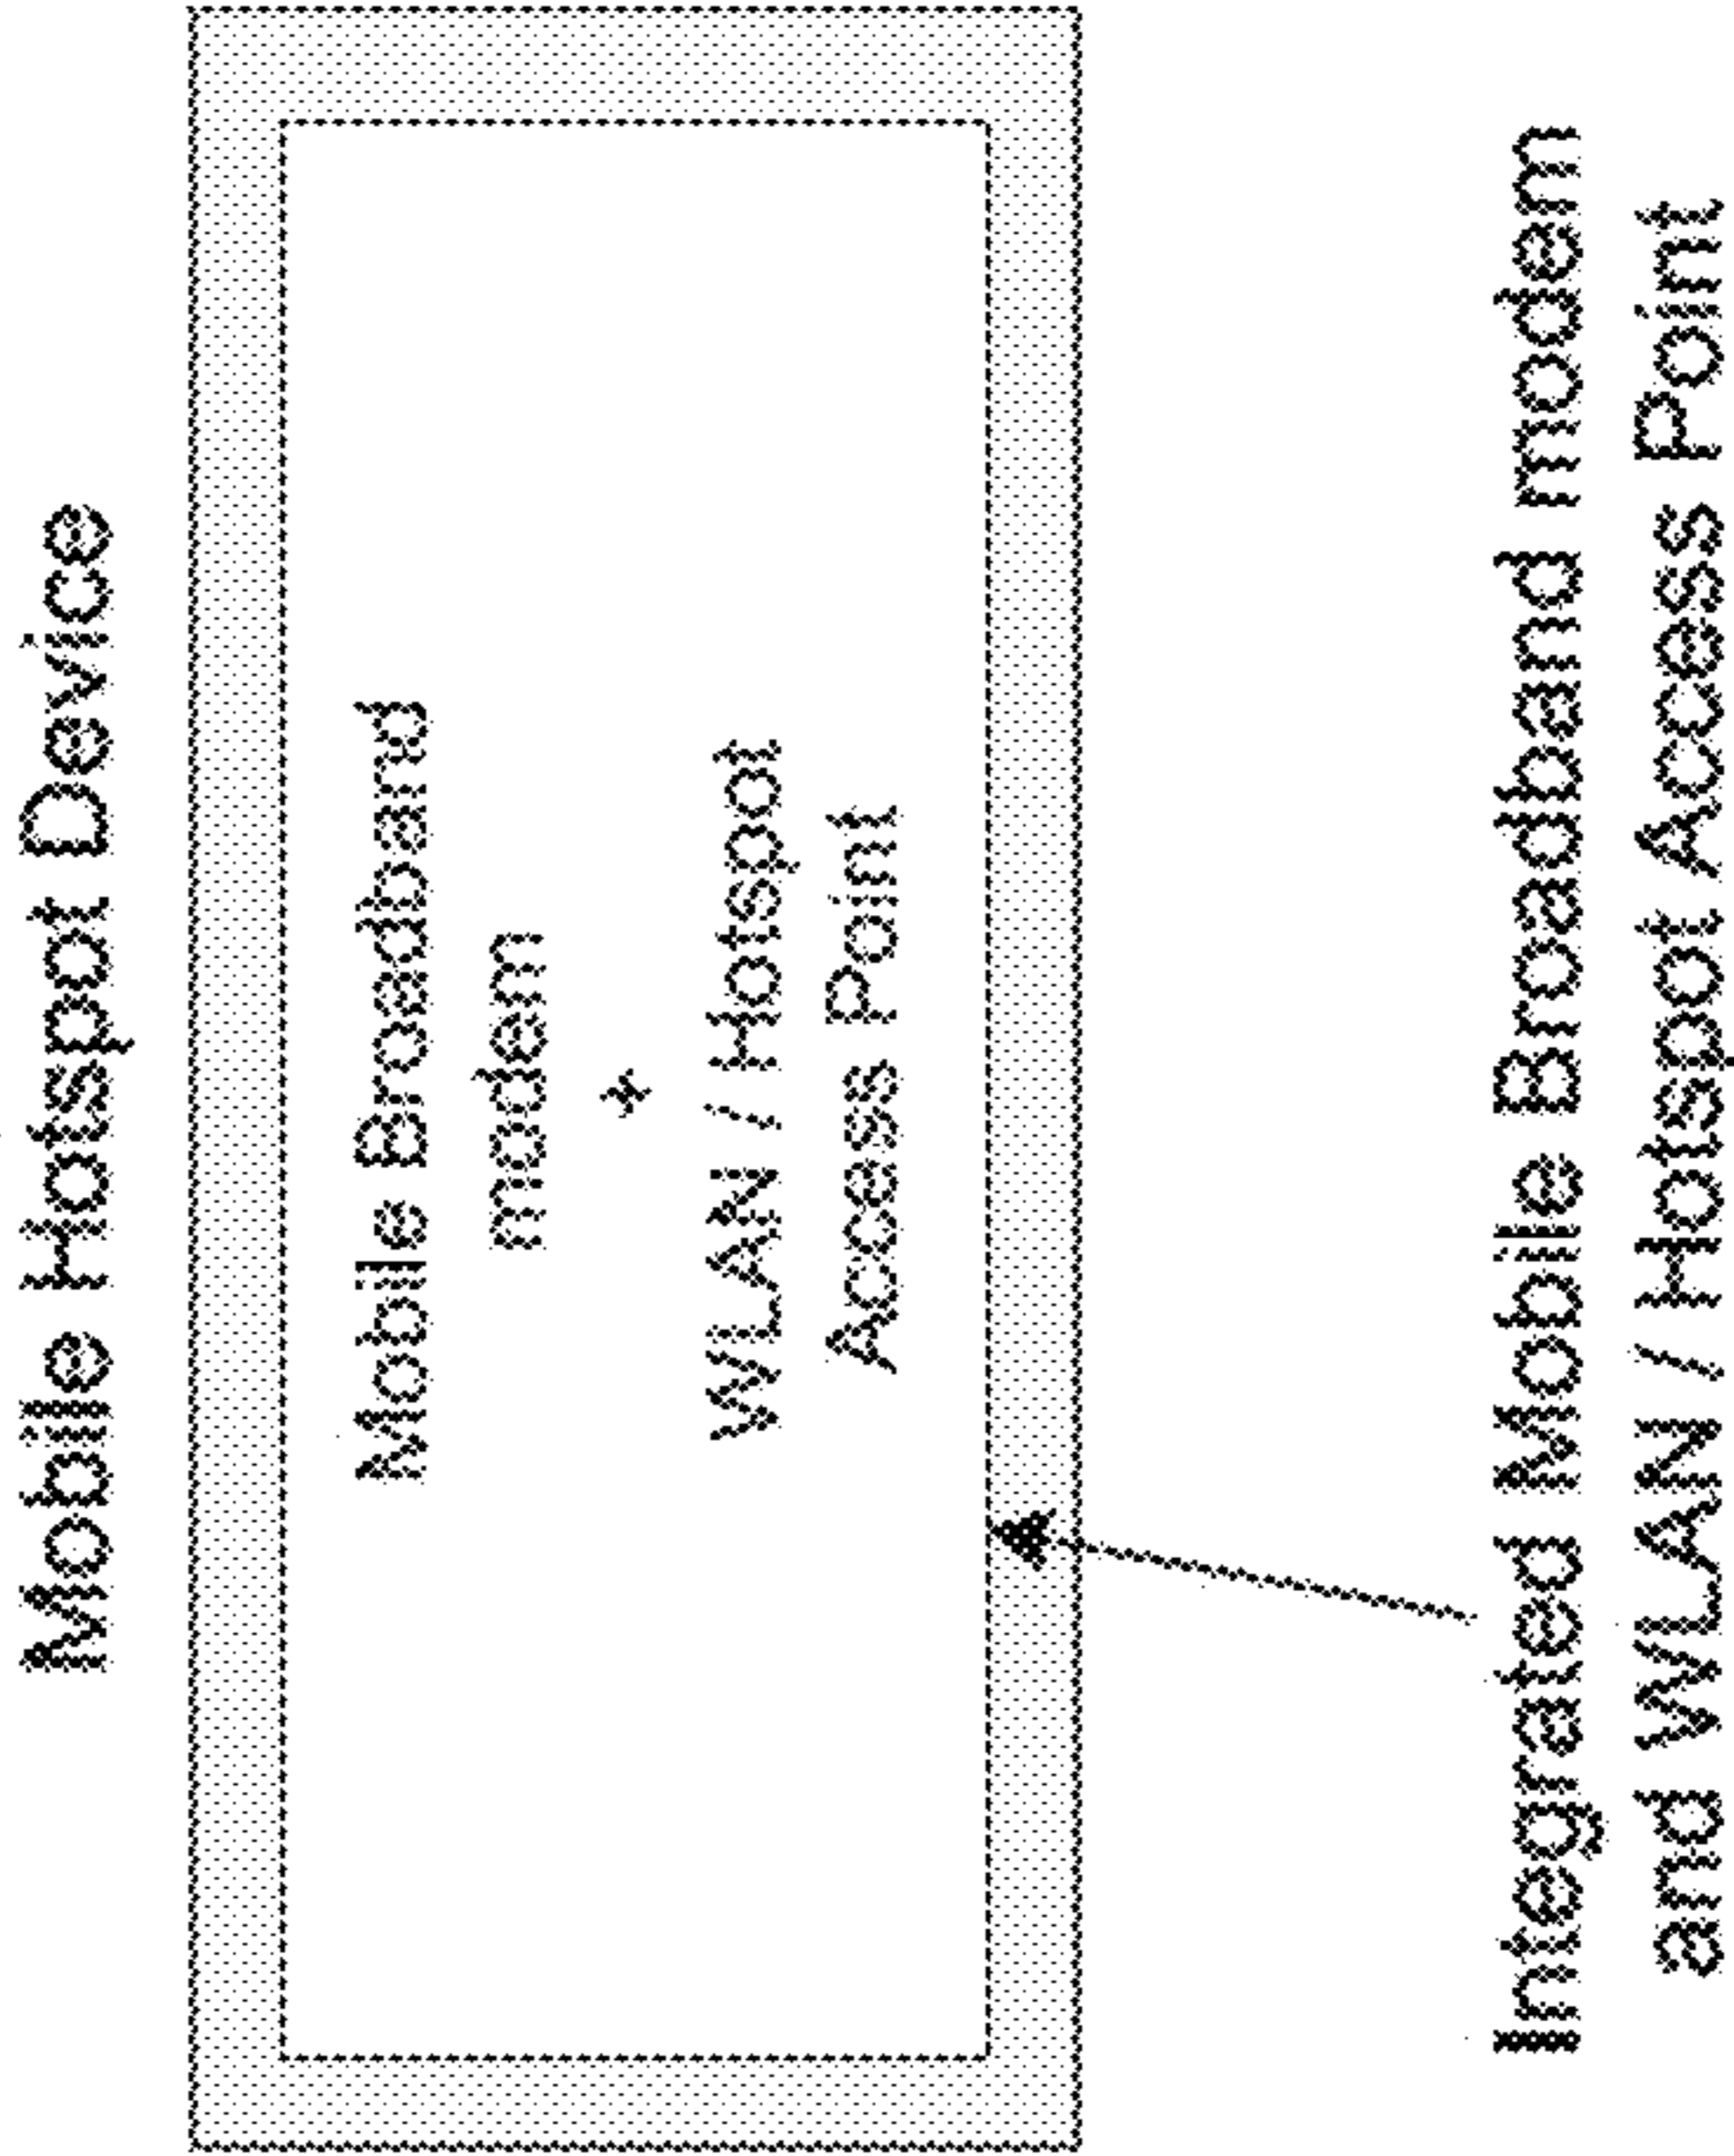 Mobile Hotspot Device
Mobile Broadband
modem
+
WLAN / Hotspot
Access Point
Integrated Mobile Broadband modem
and WLAN / Hotspot Access Point